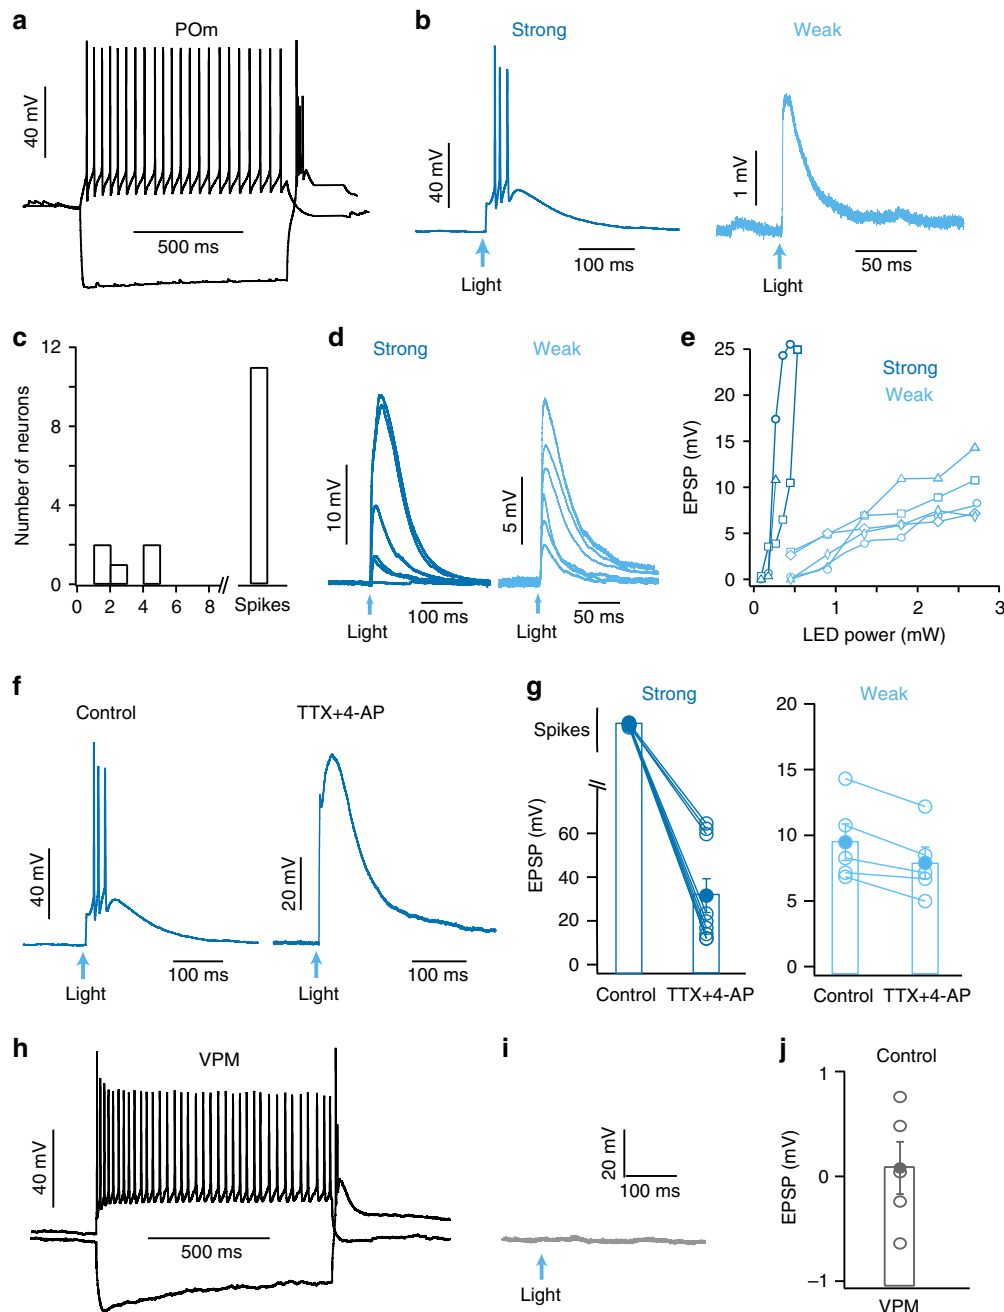 a
POm
40 mV
500 ms
b
Strong
Weak
40 mV
1 mV
100 ms
50 ms
Light
Light
c
12
8
4
0
Number of neurons
0 2 4 6 8
Spikes
d
Strong
Weak
10 mV
5 mV
100 ms
50 ms
Light
Light
e
25
20
15
10
5
0
EPSP (mV)
Strong
Weak
0 1 2 3
LED power (mW)
f
Control
TTX+4-AP
40 mV
20 mV
100 ms
100 ms
Light
Light
g
Strong
Weak
Spikes
60
40
20
0
EPSP (mV)
Control TTX+4-AP
20
15
10
5
0
Control TTX+4-AP
h
VPM
40 mV
500 ms
i
20 mV
100 ms
Light
j
Control
1
0
–1
EPSP (mV)
VPM